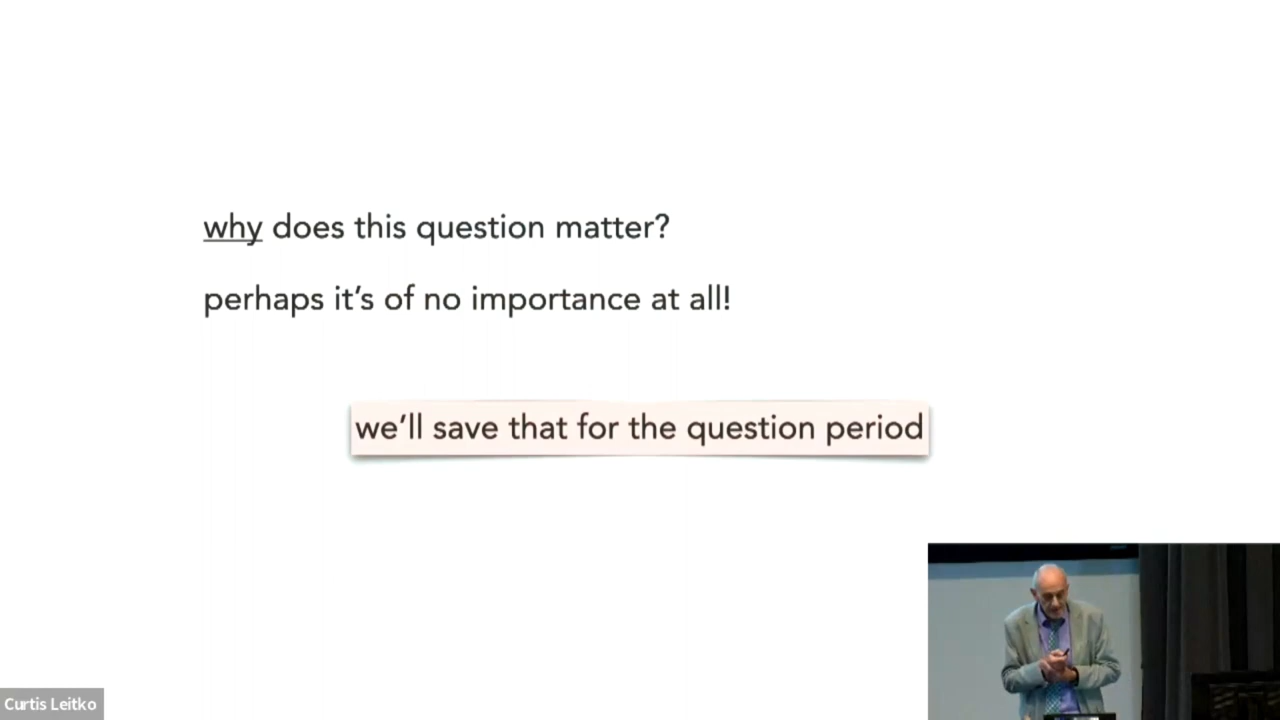 why does this question matter?
perhaps it's of no importance at all!
we'll save that for the question period
Curtis Leitko